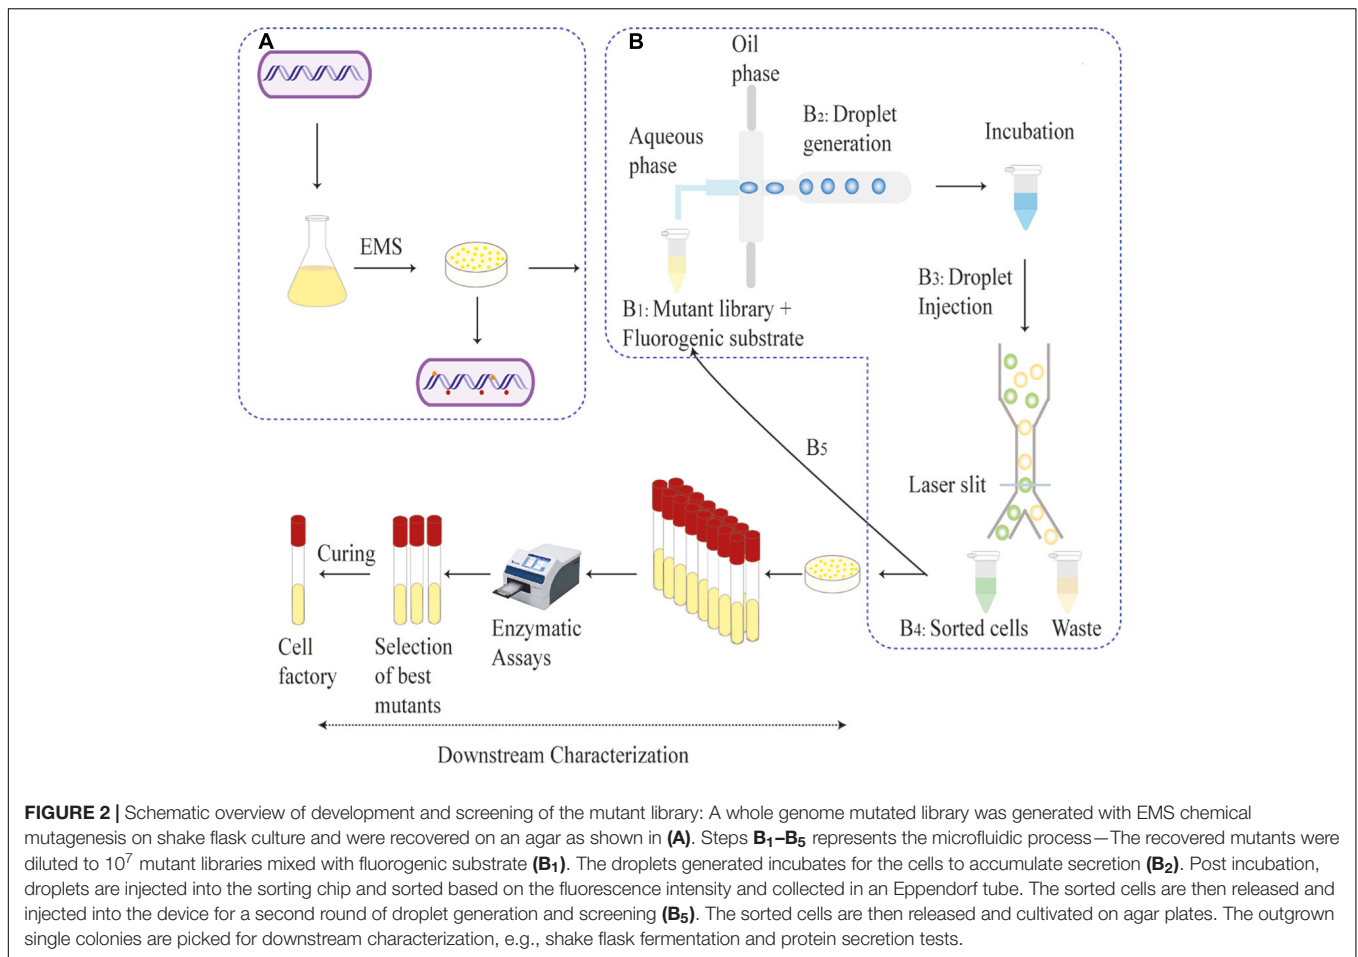 A
B
Oil
phase
B2: Droplet
generation
Aqueous
phase
Incubation
EMS
B3: Droplet
Injection
B1: Mutant library +
Fluorogenic substrate
B5
Laser slit
Curing
Enzymatic
Assays
B4: Sorted cells
Waste
Cell
factory
Selection
of best
mutants
Downstream Characterization
FIGURE 2 | Schematic overview of development and screening of the mutant library: A whole genome mutated library was generated with EMS chemical
mutagenesis on shake flask culture and were recovered on an agar as shown in (A). Steps B1–B5 represents the microfluidic process—The recovered mutants were
diluted to 10⁷ mutant libraries mixed with fluorogenic substrate (B1). The droplets generated incubates for the cells to accumulate secretion (B2). Post incubation,
droplets are injected into the sorting chip and sorted based on the fluorescence intensity and collected in an Eppendorf tube. The sorted cells are then released and
injected into the device for a second round of droplet generation and screening (B5). The sorted cells are then released and cultivated on agar plates. The outgrown
single colonies are picked for downstream characterization, e.g., shake flask fermentation and protein secretion tests.